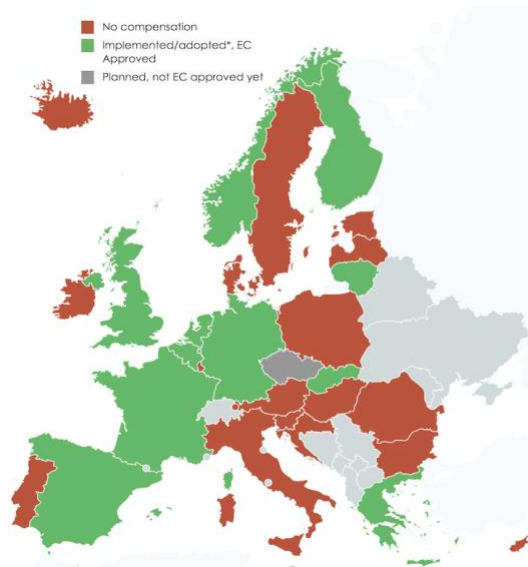 No compensation
Implemented/adopted*, EC
Approved
Planned, not EC approved yet